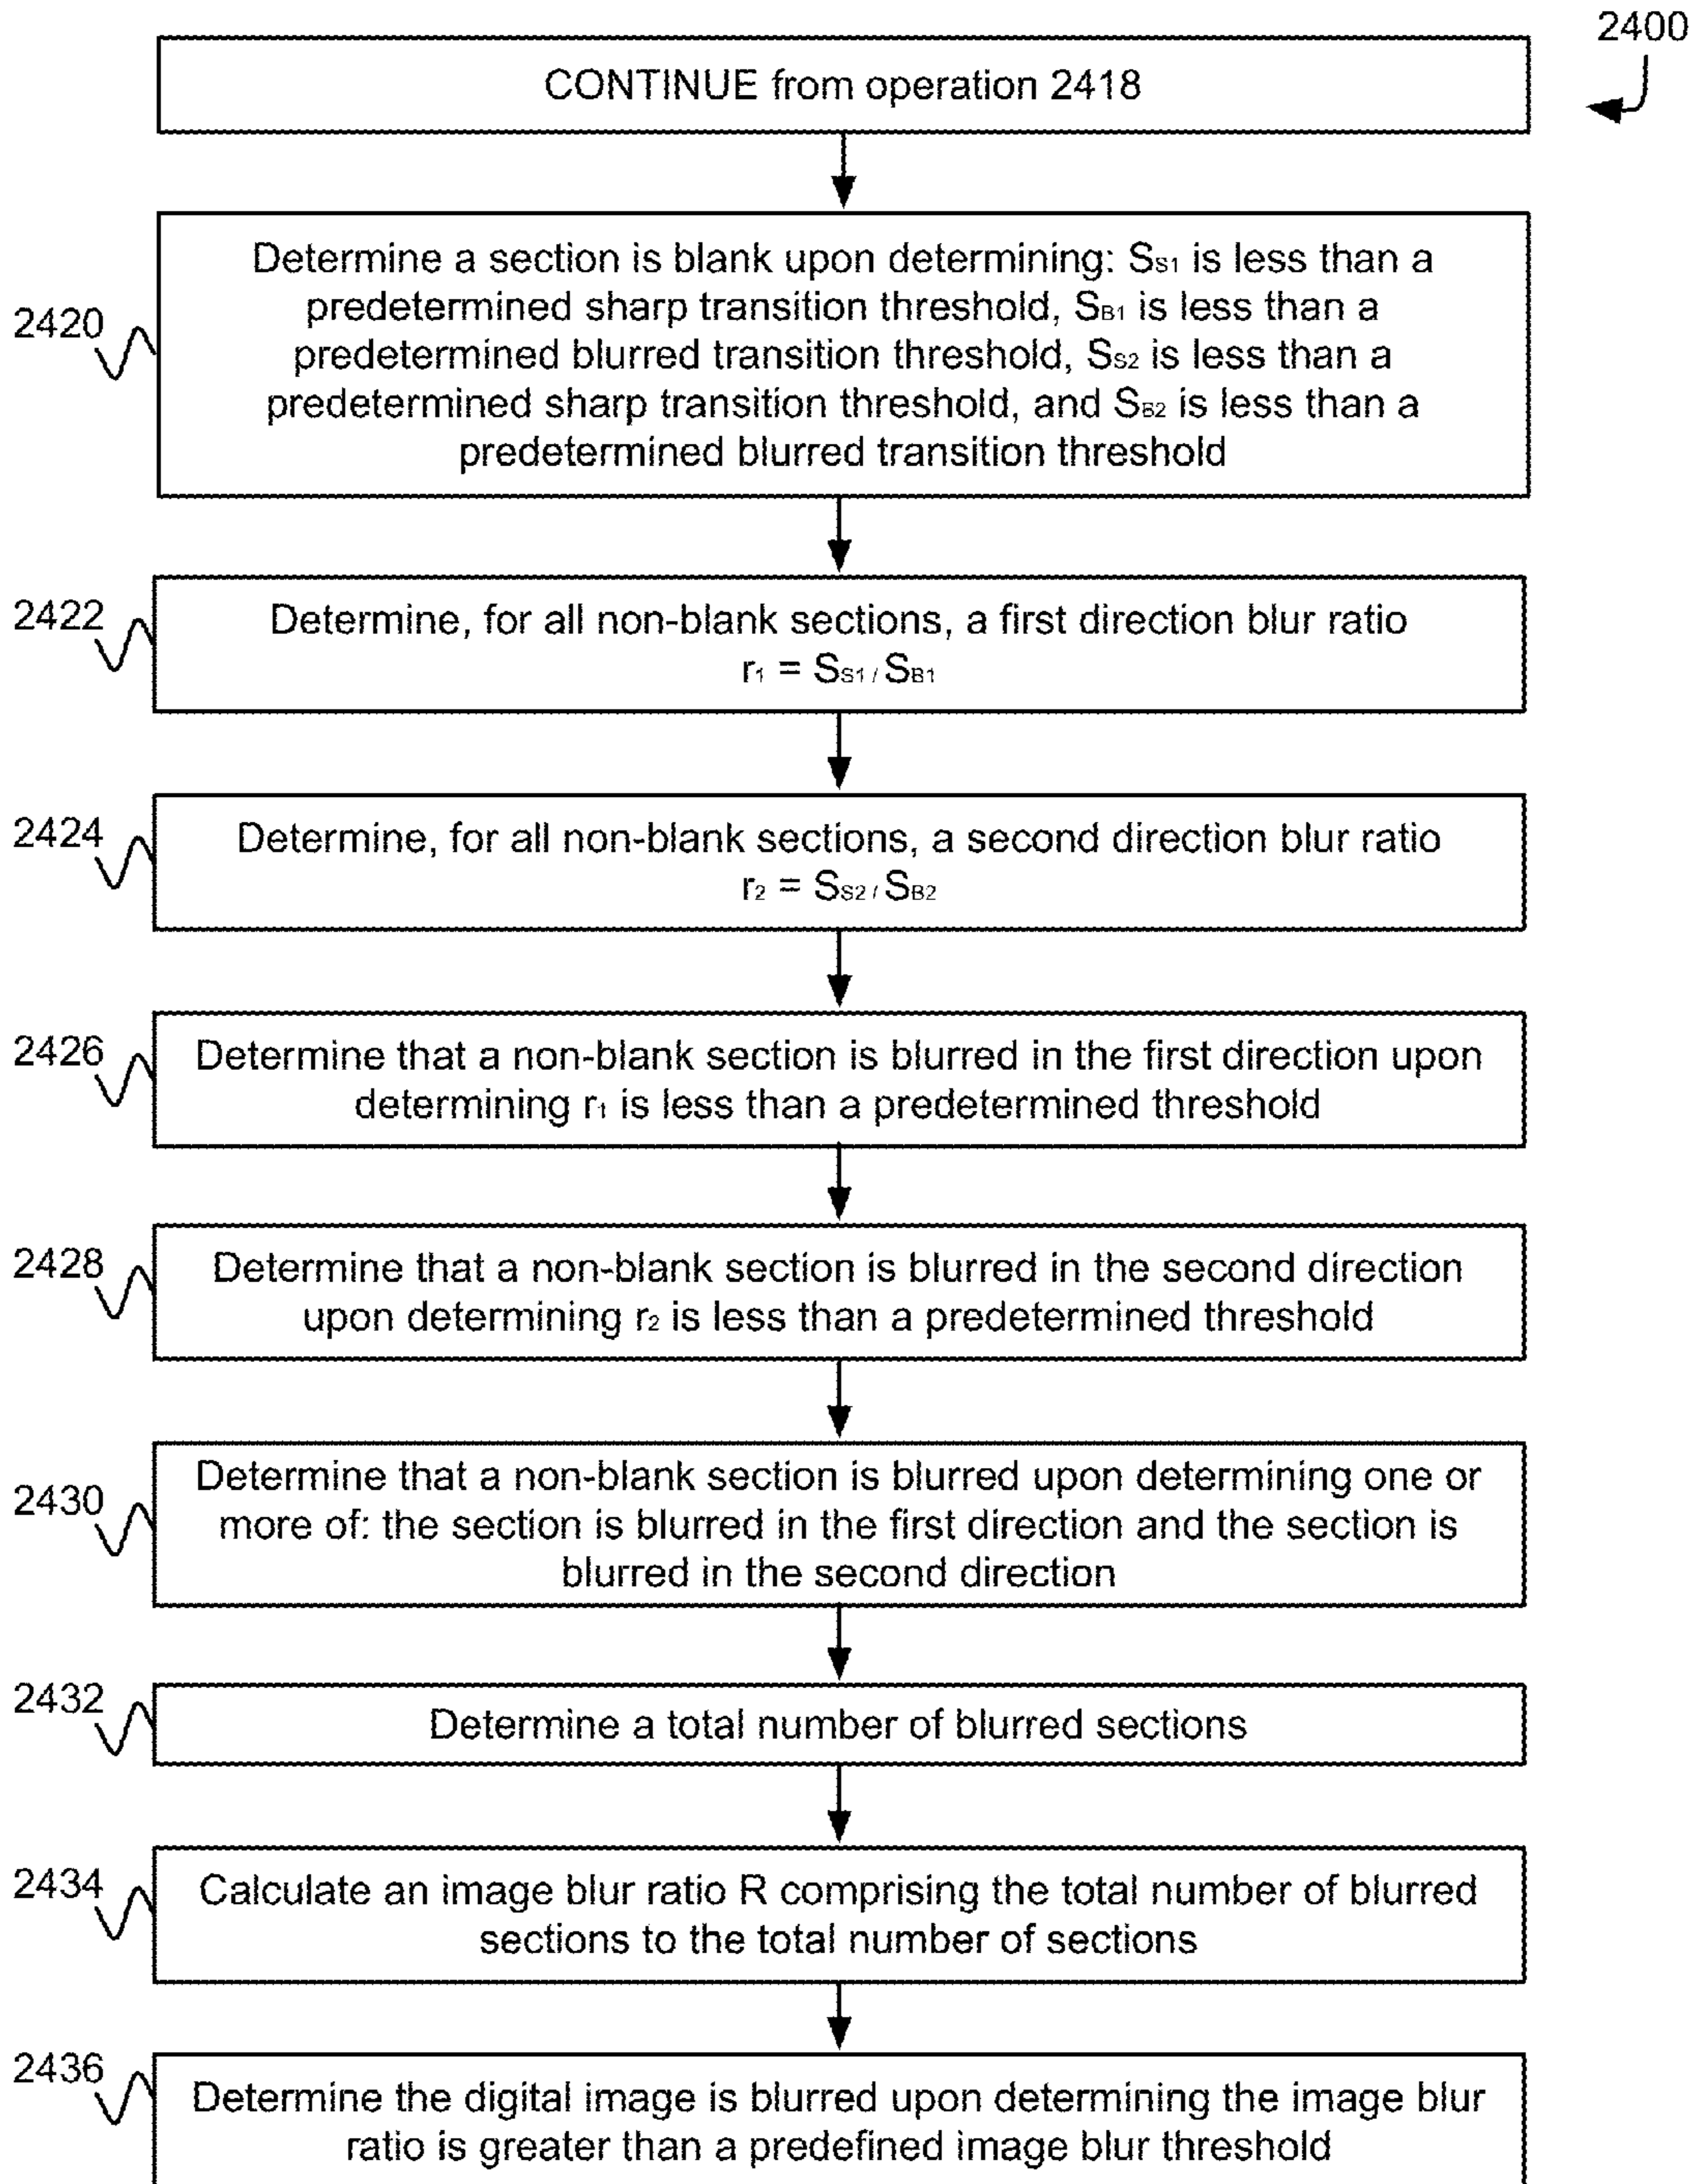 2400
CONTINUE from operation 2418
2420
Determine a section is blank upon determining: SS1 is less than a
predetermined sharp transition threshold, SB1 is less than a
predetermined blurred transition threshold, SS2 is less than a
predetermined sharp transition threshold, and SB2 is less than a
predetermined blurred transition threshold
2422
Determine, for all non-blank sections, a first direction blur ratio
r1 = SS1 / SB1
2424
Determine, for all non-blank sections, a second direction blur ratio
r2 = SS2 / SB2
2426
Determine that a non-blank section is blurred in the first direction upon
determining r1 is less than a predetermined threshold
2428
Determine that a non-blank section is blurred in the second direction
upon determining r2 is less than a predetermined threshold
2430
Determine that a non-blank section is blurred upon determining one or
more of: the section is blurred in the first direction and the section is
blurred in the second direction
2432
Determine a total number of blurred sections
2434
Calculate an image blur ratio R comprising the total number of blurred
sections to the total number of sections
2436
Determine the digital image is blurred upon determining the image blur
ratio is greater than a predefined image blur threshold